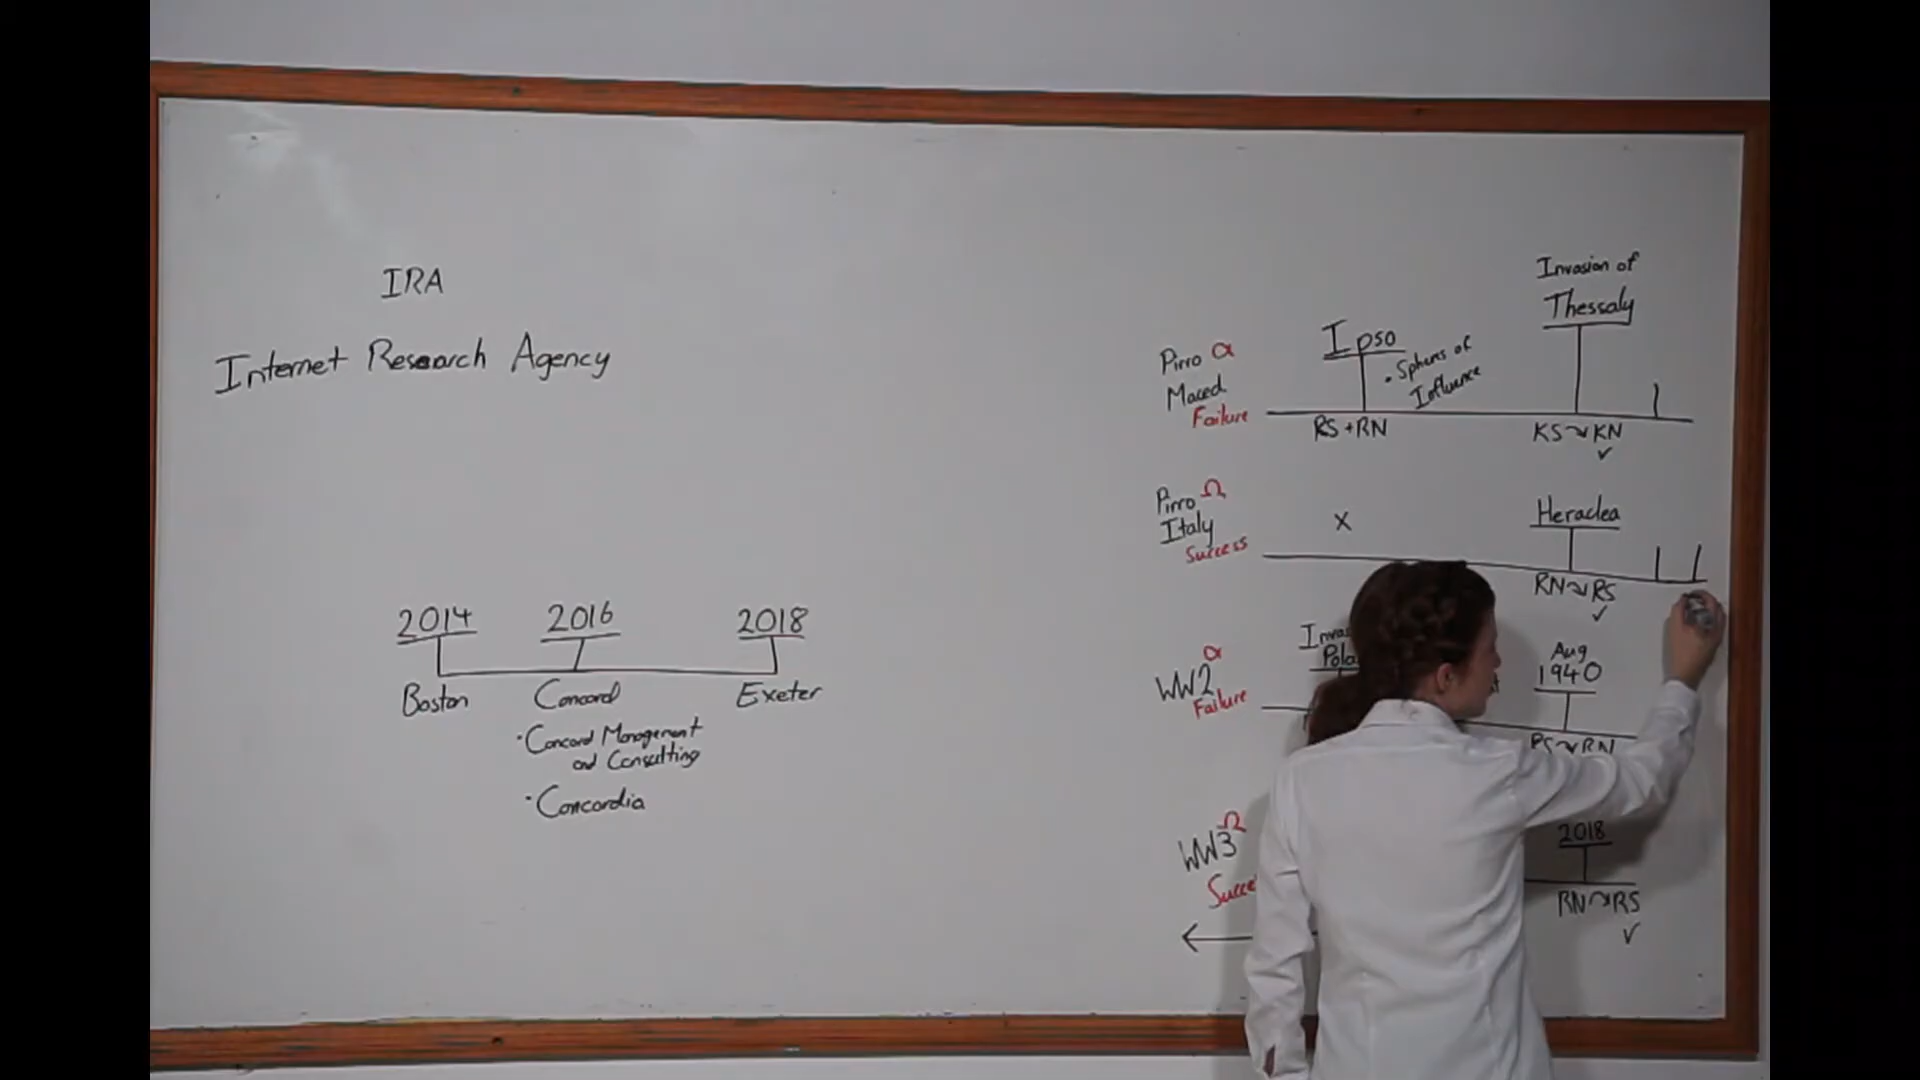 IRA
Internet Research Agency
2014 2016 2018
Boston Concord Exeter
• Concord Management
and Consulting
• Concordia
Invasion of
Thessaly
Pirro α
Maced
Failure
Ipso
• Spheres of
Influence
RS + RN
KS KN
✓
Pirro Ω
Italy
Success
X
Heraclea
RN RS
✓
α
WW2
Failure
Aug
1940
RS RN
Ω
WW3
2018
RN RS
✓